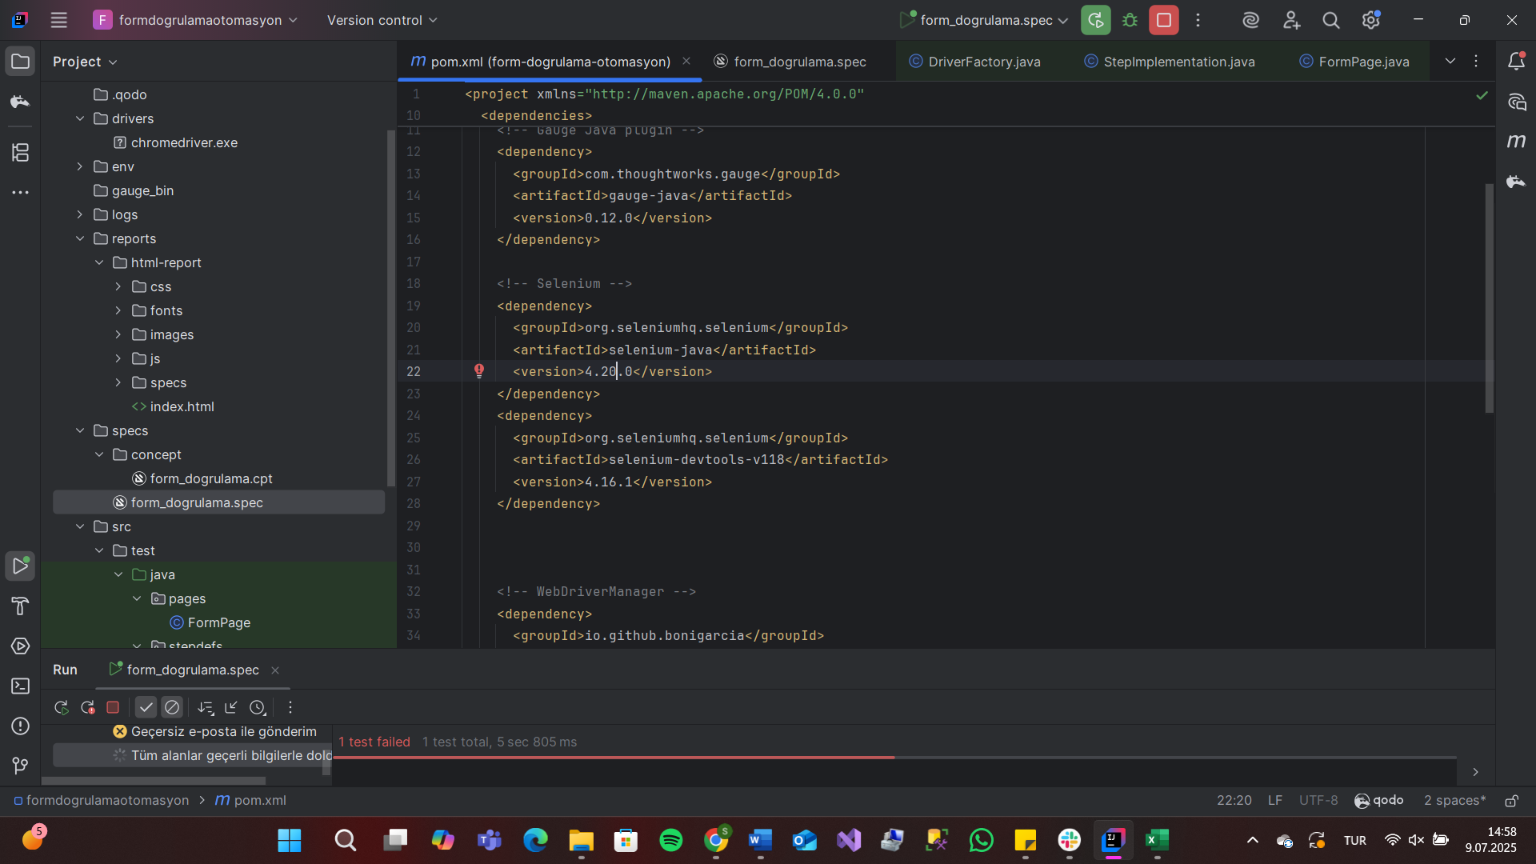 F formdogrulamaotomasyon Version control form_dogrulama.spec
Project
pom.xml (form-dogrulama-otomasyon) form_dogrulama.spec DriverFactory.java StepImplementation.java FormPage.java
.qodo
drivers
chromedriver.exe
env
gauge_bin
logs
reports
html-report
css
fonts
images
js
specs
index.html
specs
concept
form_dogrulama.cpt
form_dogrulama.spec
src
test
java
pages
FormPage
stepdefs
1 <project xmlns="http://maven.apache.org/POM/4.0.0"
10 <dependencies>
11 <!-- Gauge Java plugin -->
12 <dependency>
13 <groupId>com.thoughtworks.gauge</groupId>
14 <artifactId>gauge-java</artifactId>
15 <version>0.12.0</version>
16 </dependency>
17
18 <!-- Selenium -->
19 <dependency>
20 <groupId>org.seleniumhq.selenium</groupId>
21 <artifactId>selenium-java</artifactId>
22 <version>4.20.0</version>
23 </dependency>
24 <dependency>
25 <groupId>org.seleniumhq.selenium</groupId>
26 <artifactId>selenium-devtools-v118</artifactId>
27 <version>4.16.1</version>
28 </dependency>
29
30
31
32 <!-- WebDriverManager -->
33 <dependency>
34 <groupId>io.github.bonigarcia</groupId>
Run form_dogrulama.spec
Geçersiz e-posta ile gönderim
Tüm alanlar geçerli bilgilerle dold
1 test failed 1 test total, 5 sec 805 ms
formdogrulamaotomasyon > pom.xml 22:20 LF UTF-8 qodo 2 spaces*
5
TUR
14:58
9.07.2025